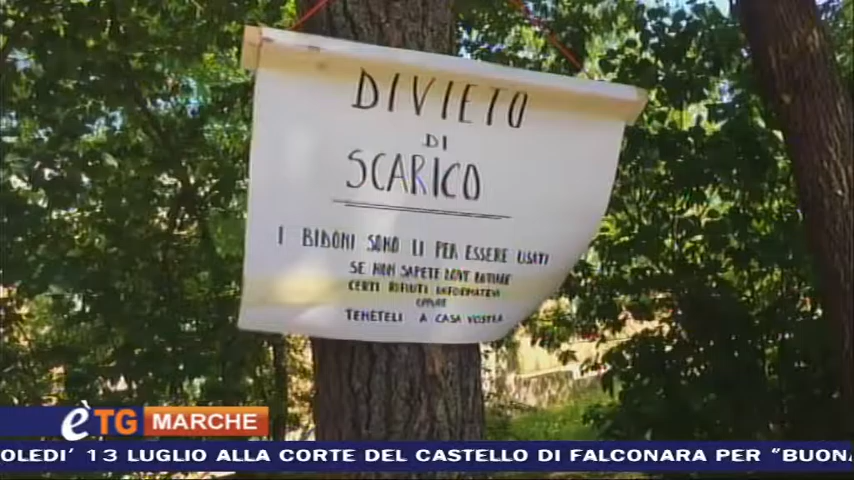 DIVIETO
DI
SCARICO
I BIDONI SONO LI PER ESSERE USATI
SE NON SAPETE DOVE BUTTARE
CERTI RIFIUTI INFORMATEVI
OPPURE
TENETELI A CASA VOSTRA
èTG MARCHE
OLEDI' 13 LUGLIO ALLA CORTE DEL CASTELLO DI FALCONARA PER "BUONA